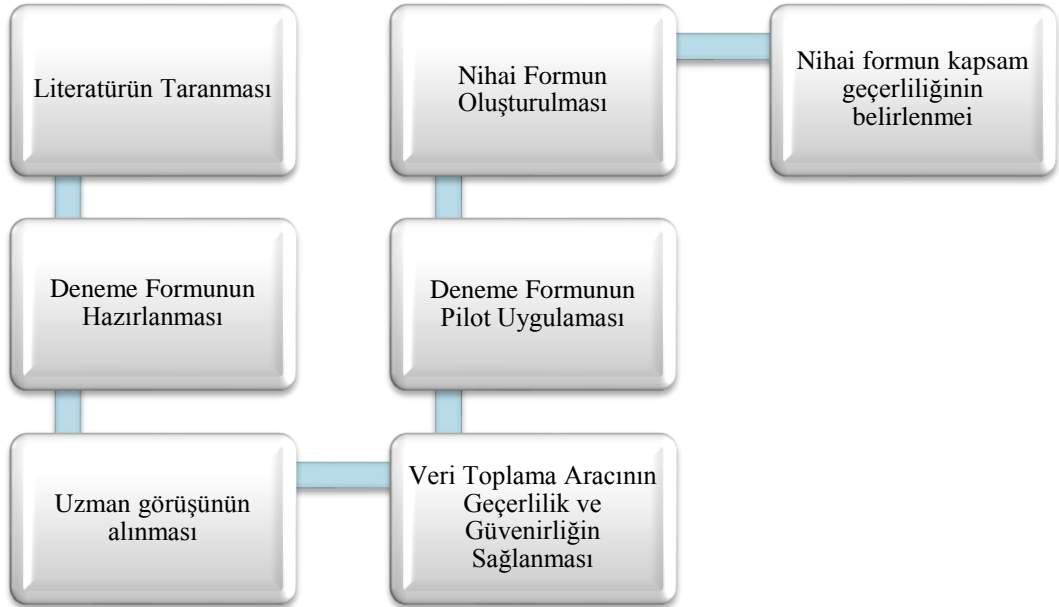 Literatürün Taranması
Deneme Formunun
Hazırlanması
Uzman görüşünün
alınması
Veri Toplama Aracının
Geçerlilik ve
Güvenirliğin
Sağlanması
Deneme Formunun
Pilot Uygulaması
Nihai Formun
Oluşturulması
Nihai formun kapsam
geçerliliğinin
belirlenmei